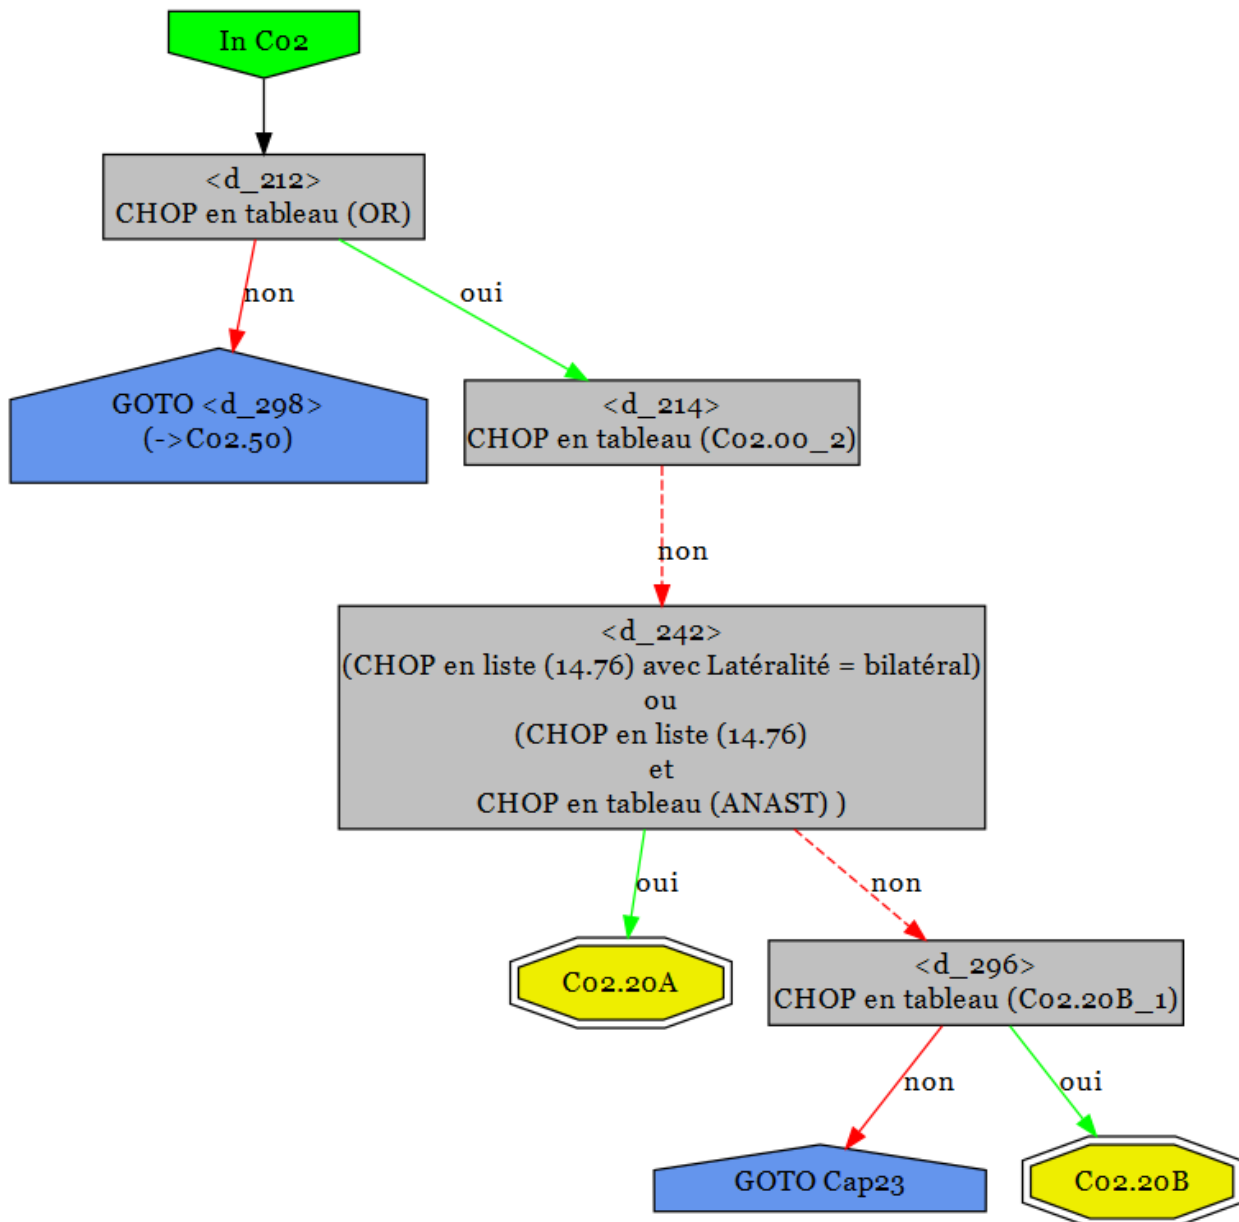 In C02
<d_212>
CHOP en tableau (OR)
non
oui
GOTO <d_298>
(->C02.50)
<d_214>
CHOP en tableau (C02.00_2)
non
<d_242>
(CHOP en liste (14.76) avec Latéralité = bilatéral)
ou
(CHOP en liste (14.76)
et
CHOP en tableau (ANAST) )
oui
non
C02.20A
<d_296>
CHOP en tableau (C02.20B_1)
non
oui
GOTO Cap23
C02.20B